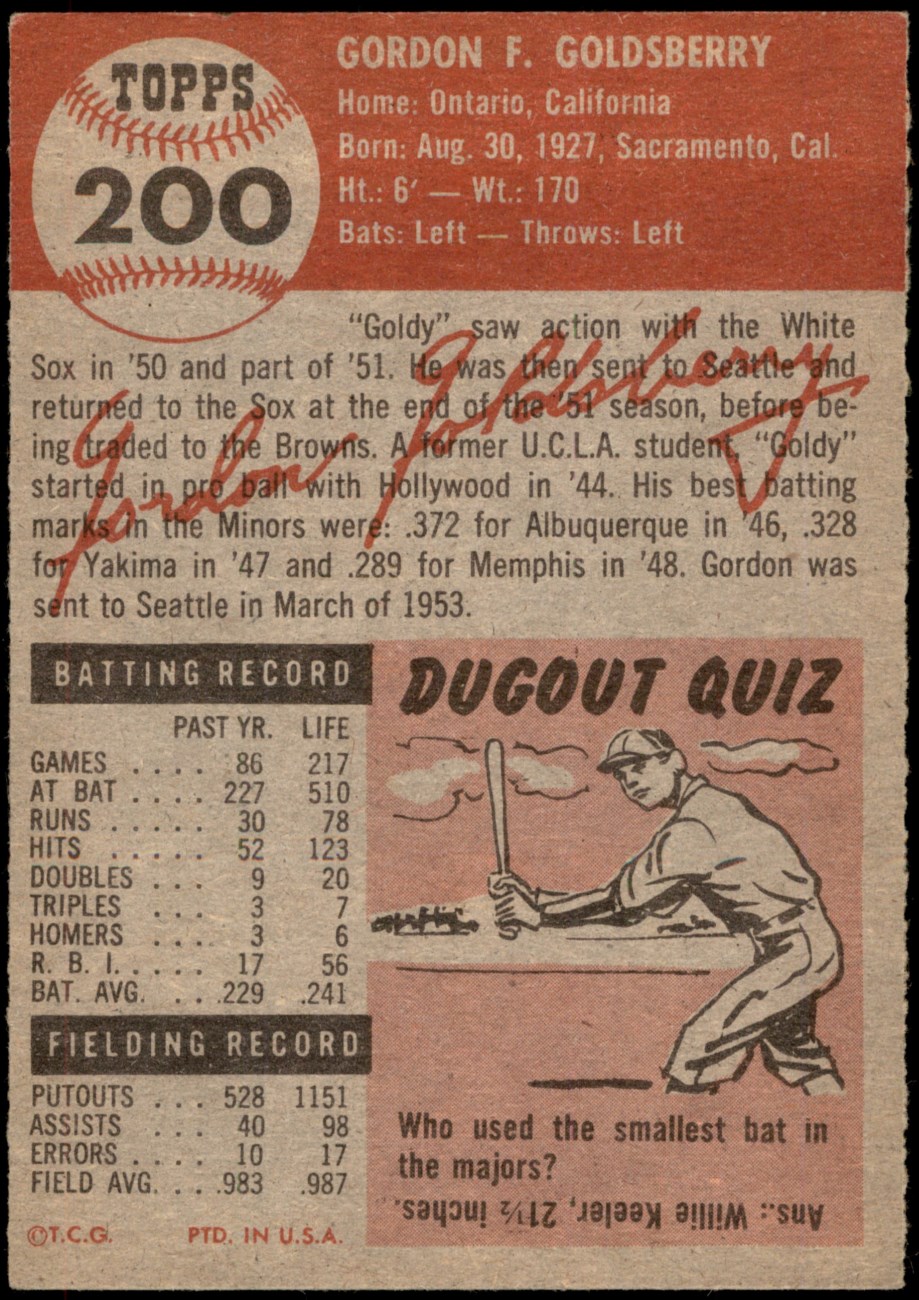 TOPPS
200
GORDON F. GOLDSBERRY
Home: Ontario, California
Born: Aug. 30, 1927, Sacramento, Cal.
Ht.: 6′ — Wt.: 170
Bats: Left — Throws: Left
"Goldy" saw action with the White
Sox in '50 and part of '51. He was then sent to Seattle and
returned to the Sox at the end of the '51 season, before be-
ing traded to the Browns. A former U.C.L.A. student, "Goldy"
started in pro ball with Hollywood in '44. His best batting
marks in the Minors were: .372 for Albuquerque in '46, .328
for Yakima in '47 and .289 for Memphis in '48. Gordon was
sent to Seattle in March of 1953.
Gordon Goldsberry
BATTING RECORD
PAST YR. LIFE
GAMES . . . . 86 217
AT BAT . . . . 227 510
RUNS . . . . . 30 78
HITS . . . . . 52 123
DOUBLES . . . 9 20
TRIPLES . . . 3 7
HOMERS . . . 3 6
R. B. I. . . . . 17 56
BAT. AVG. . . .229 .241
FIELDING RECORD
PUTOUTS . . . 528 1151
ASSISTS . . . 40 98
ERRORS . . . . 10 17
FIELD AVG. . . .983 .987
©T.C.G. PTD. IN U.S.A.
DUGOUT QUIZ
Who used the smallest bat in
the majors?
Ans.: Willie Keeler, 21½ inches.